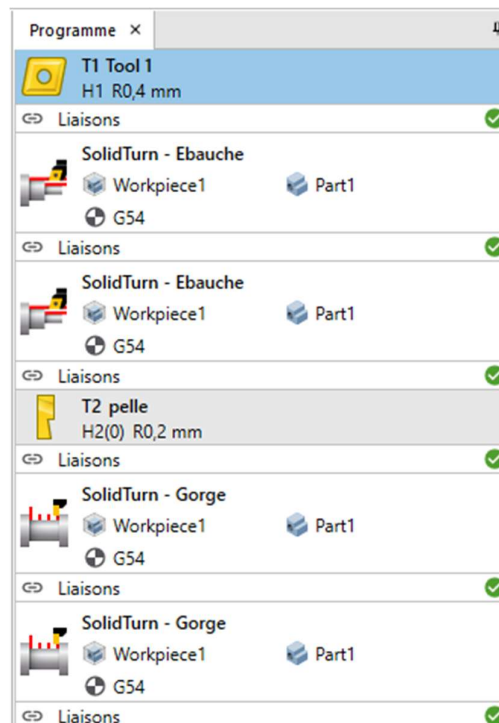 Programme ×
T1 Tool 1
H1 R0,4 mm
Liaisons
SolidTurn - Ebauche
Workpiece1 Part1
G54
Liaisons
SolidTurn - Ebauche
Workpiece1 Part1
G54
Liaisons
T2 pelle
H2(0) R0,2 mm
Liaisons
SolidTurn - Gorge
Workpiece1 Part1
G54
Liaisons
SolidTurn - Gorge
Workpiece1 Part1
G54
Liaisons